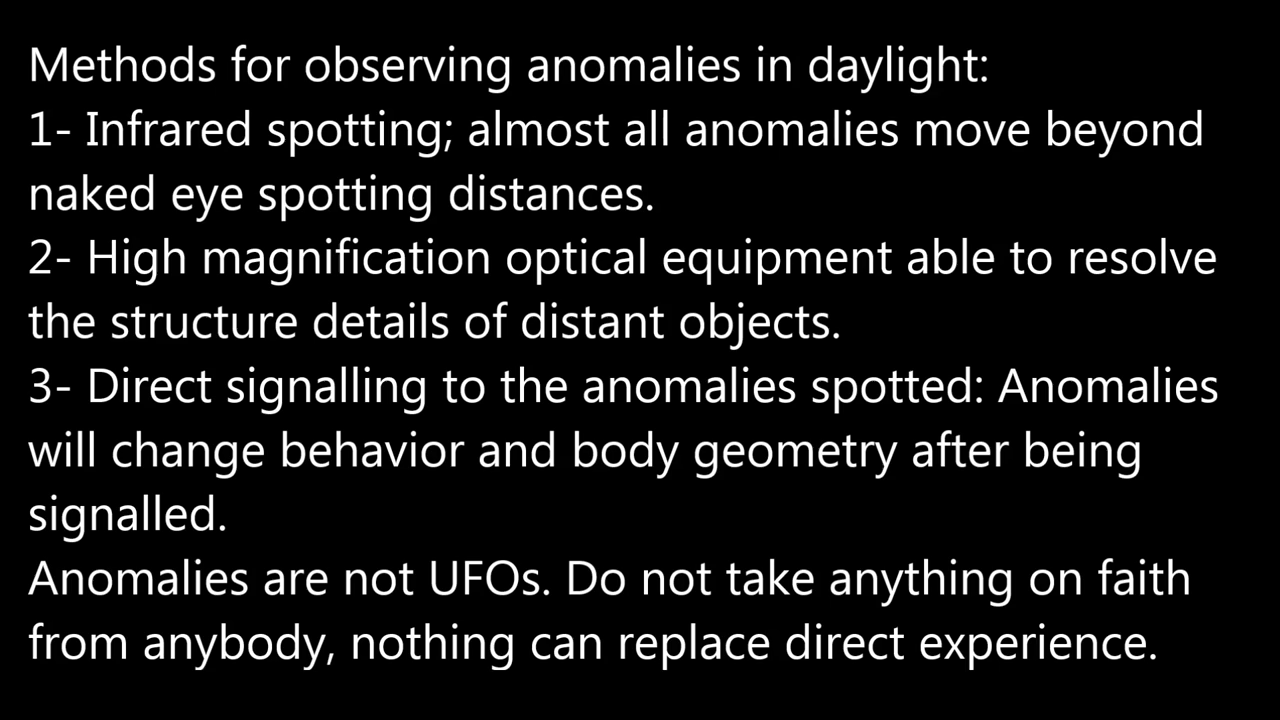 Methods for observing anomalies in daylight:
1- Infrared spotting; almost all anomalies move beyond
naked eye spotting distances.
2- High magnification optical equipment able to resolve
the structure details of distant objects.
3- Direct signalling to the anomalies spotted: Anomalies
will change behavior and body geometry after being
signalled.
Anomalies are not UFOs. Do not take anything on faith
from anybody, nothing can replace direct experience.